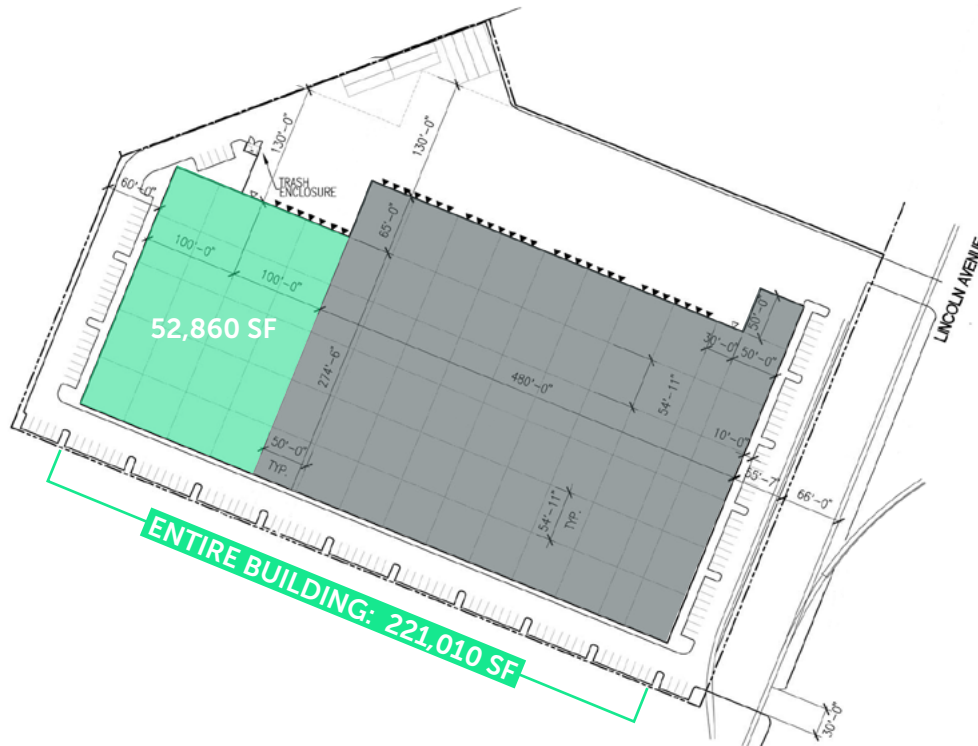 130'-0"
130'-0"
TRASH
ENCLOSURE
60'-0"
65'-0"
100'-0"
100'-0"
LINCOLN AVENUE
50'-0"
52,860 SF
30'-0"
50'-0"
274'-6"
480'-0"
54'-11"
10'-0"
50'-0"
TYP.
55'-7"
66'-0"
54'-11"
TYP.
ENTIRE BUILDING: 221,010 SF
30'-0"